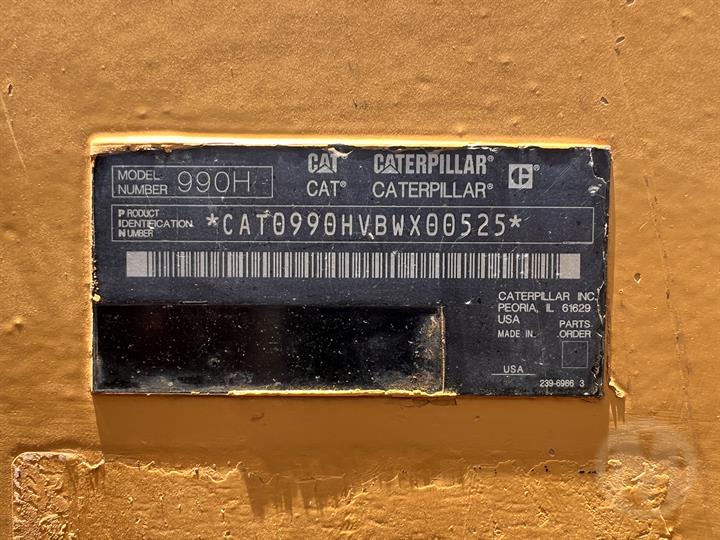 CAT CATERPILLAR®
MODEL NUMBER 990H CAT® CATERPILLAR®
PRODUCT IDENTIFICATION NUMBER *CAT0990HVBWX00525*
CATERPILLAR INC.
PEORIA, IL 61629
USA
MADE IN PARTS ORDER
USA
239-6986 3